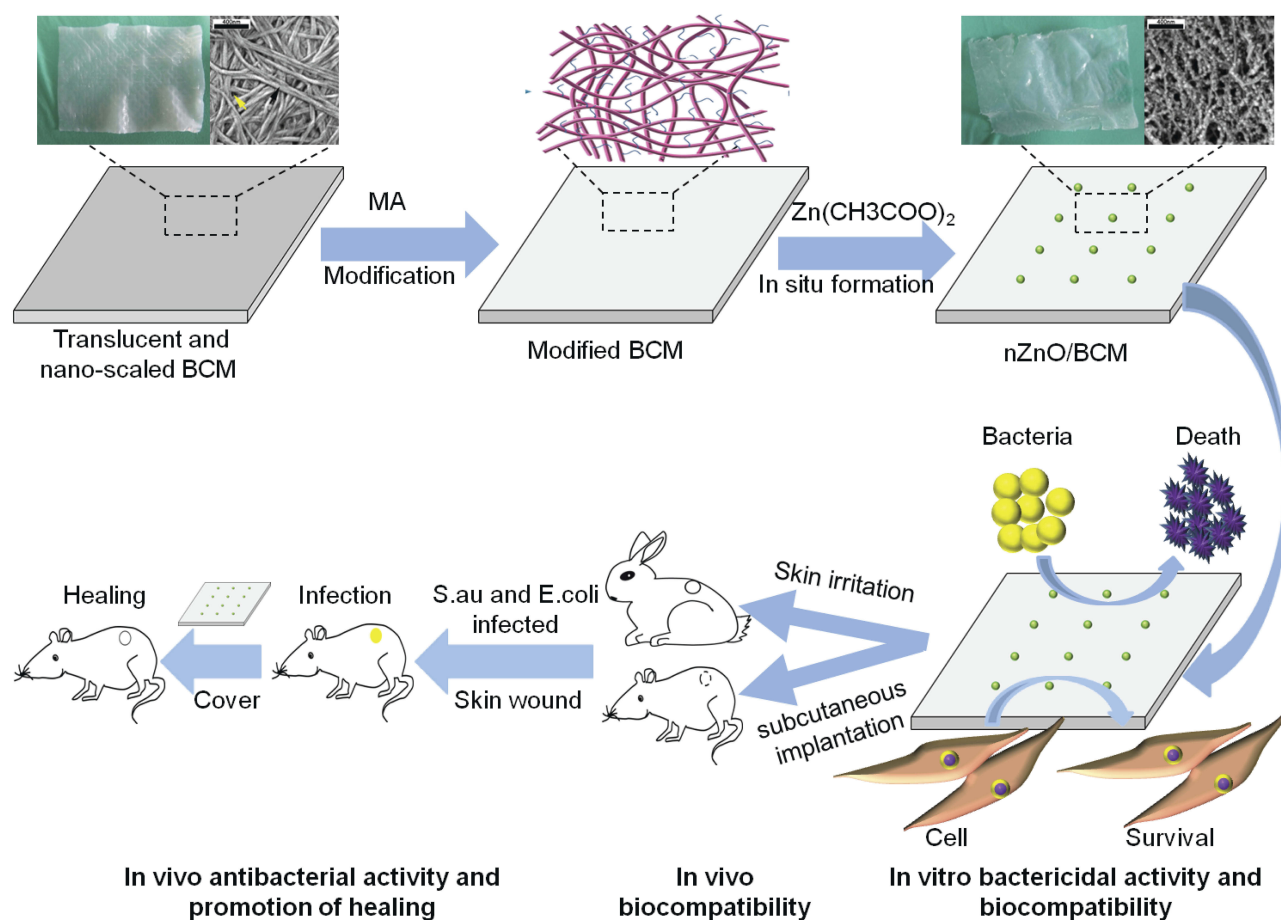 400nm
400nm
MA
Modification
Zn(CH3COO)2
In situ formation
Translucent and
nano-scaled BCM
Modified BCM
nZnO/BCM
Bacteria
Death
Skin irritation
subcutaneous
implantation
S.au and E.coli
infected
Skin wound
Infection
Healing
Cover
Cell
Survival
In vivo antibacterial activity and
promotion of healing
In vivo
biocompatibility
In vitro bactericidal activity and
biocompatibility